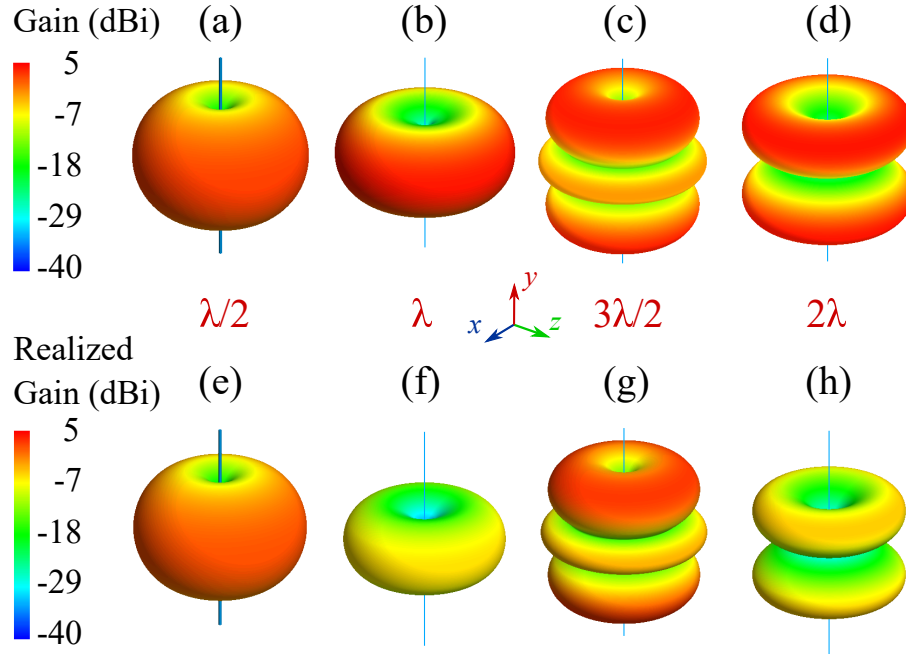 Gain (dBi) (a) (b) (c) (d)
5
-7
-18
-29
-40
y
x z
λ/2 λ 3λ/2 2λ
Realized
Gain (dBi) (e) (f) (g) (h)
5
-7
-18
-29
-40